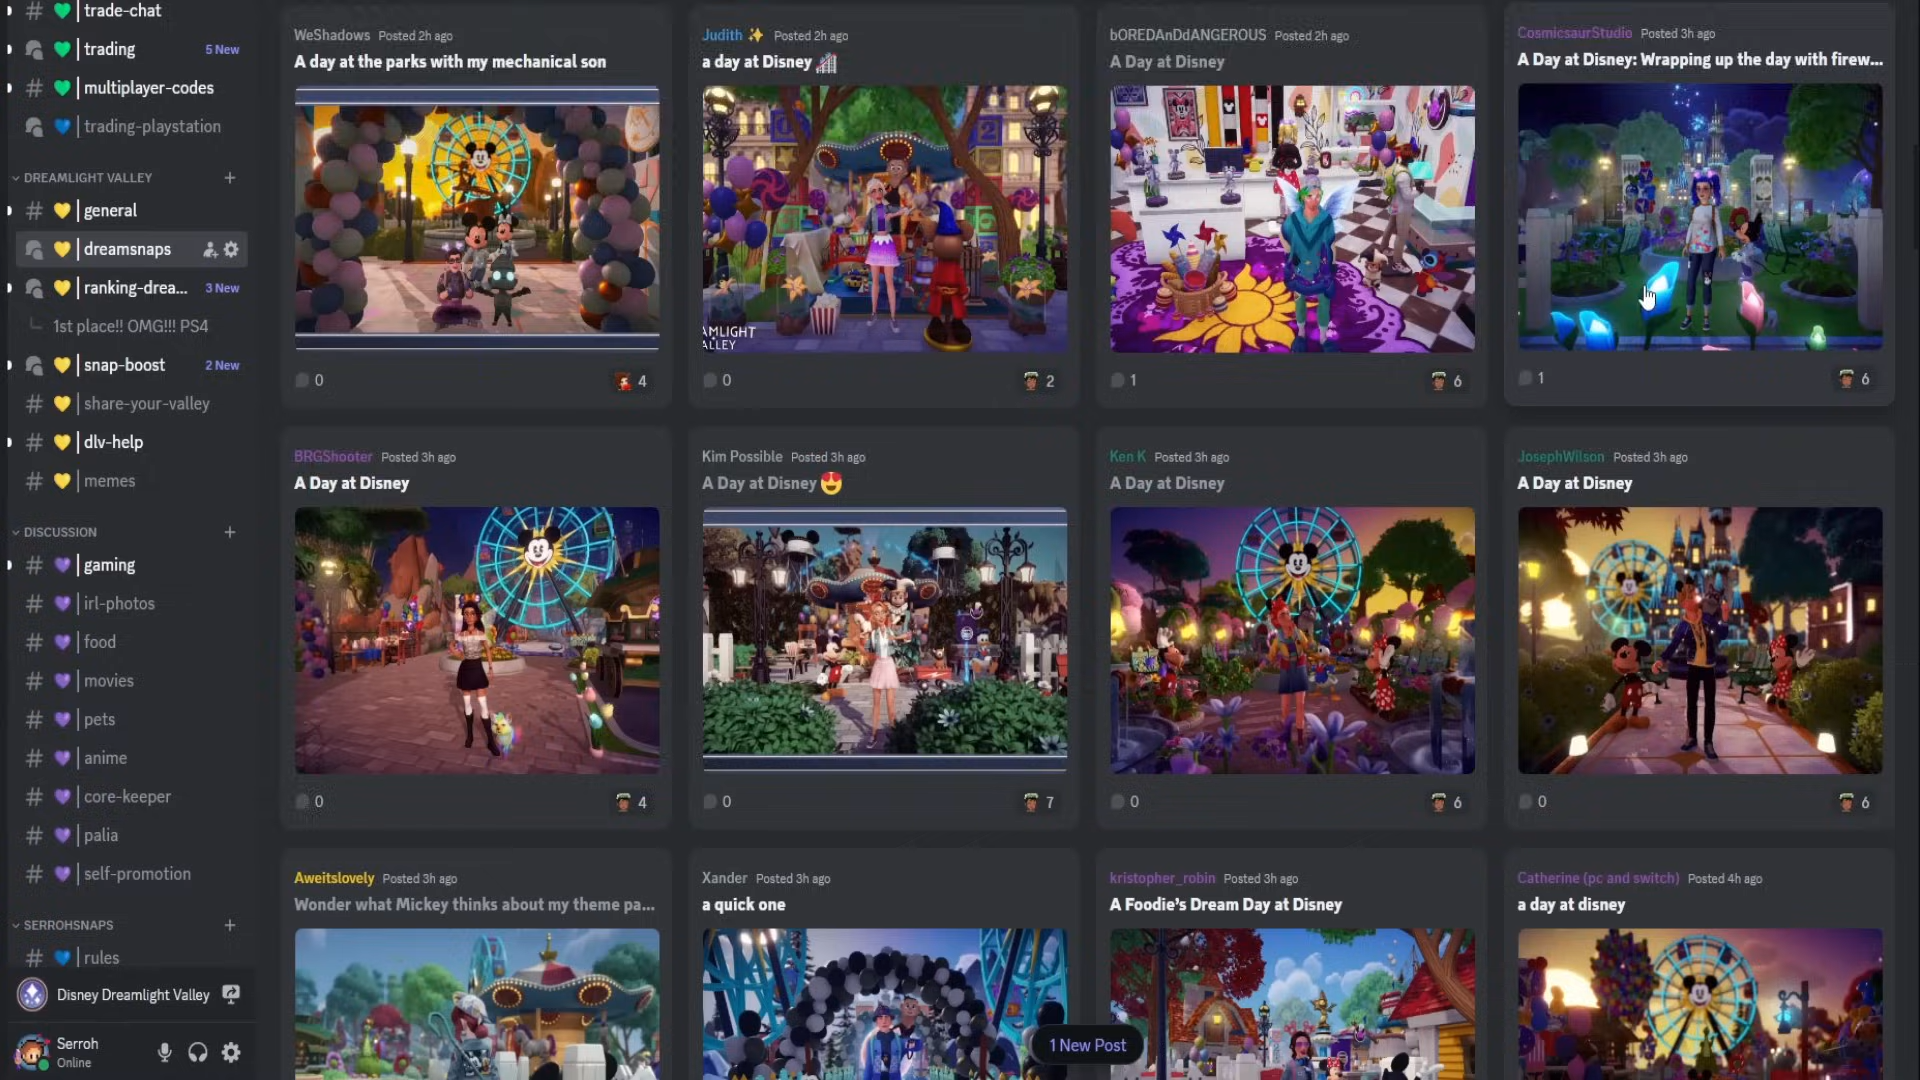 trade-chat
trading
5 New
multiplayer-codes
trading-playstation
DREAMLIGHT VALLEY
general
dreamsnaps
ranking-drea...
3 New
1st place!! OMG!!! PS4
snap-boost
2 New
share-your-valley
dlv-help
memes
DISCUSSION
gaming
irl-photos
food
movies
pets
anime
core-keeper
palia
self-promotion
SERROHSNAPS
rules
Disney Dreamlight Valley
Serroh
Online
WeShadows Posted 2h ago
A day at the parks with my mechanical son
0
4
Judith ✨ Posted 2h ago
a day at Disney 🎢
AMLIGHT
ALLEY
0
2
bOREDAnDdANGEROUS Posted 2h ago
A Day at Disney
1
6
CosmicsaurStudio Posted 3h ago
A Day at Disney: Wrapping up the day with firew...
1
6
BRGShooter Posted 3h ago
A Day at Disney
0
4
Kim Possible Posted 3h ago
A Day at Disney 😍
0
7
Ken K Posted 3h ago
A Day at Disney
0
6
JosephWilson Posted 3h ago
A Day at Disney
0
6
Aweitslovely Posted 3h ago
Wonder what Mickey thinks about my theme pa...
Xander Posted 3h ago
a quick one
kristopher_robin Posted 3h ago
A Foodie's Dream Day at Disney
Catherine (pc and switch) Posted 4h ago
a day at disney
1 New Post